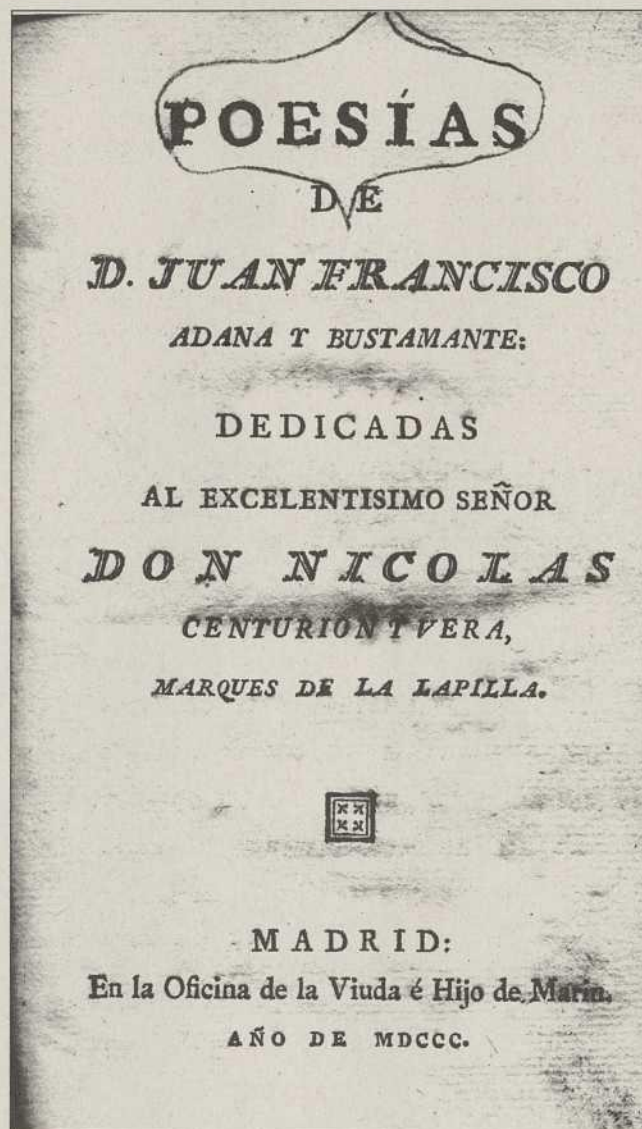 POESÍAS
DE
D. JUAN FRANCISCO
ADANA Y BUSTAMANTE:
DEDICADAS
AL EXCELENTISIMO SEÑOR
DON NICOLAS
CENTURION Y VERA,
MARQUES DE LA LAPILLA.
MADRID:
En la Oficina de la Viuda é Hijo de Marin.
AÑO DE MDCCC.